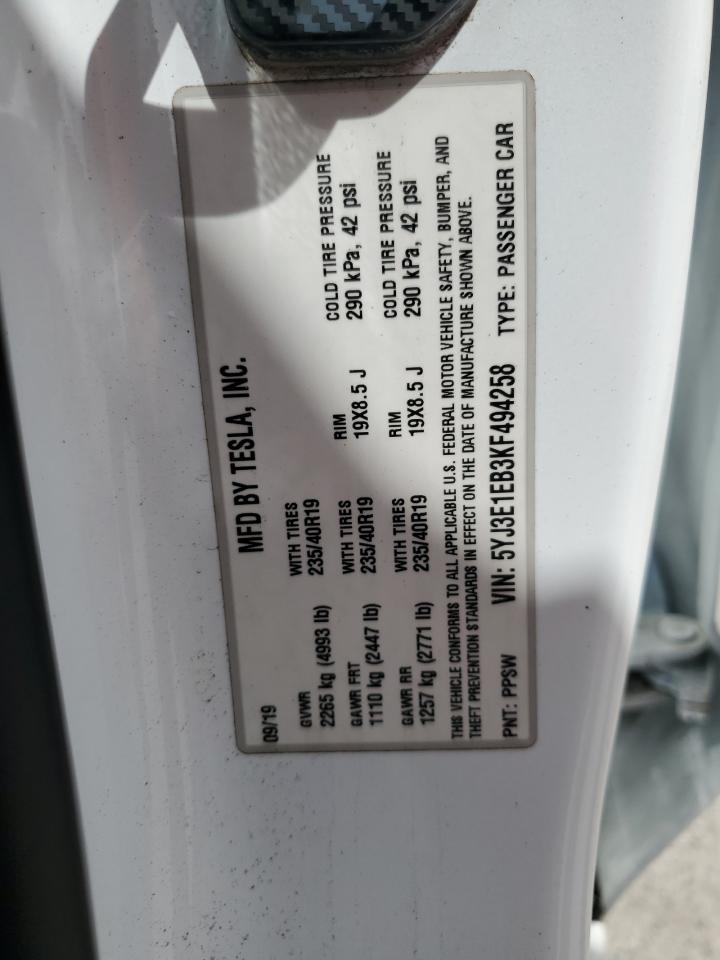 MFD BY TESLA, INC.
09/19
GVWR WITH TIRES RIM COLD TIRE PRESSURE
2265 kg (4993 lb) 235/40R19
GAWR FRT WITH TIRES RIM COLD TIRE PRESSURE
1110 kg (2447 lb) 235/40R19 19X8.5 J 290 kPa, 42 psi
GAWR RR WITH TIRES RIM COLD TIRE PRESSURE
1257 kg (2771 lb) 235/40R19 19X8.5 J 290 kPa, 42 psi
THIS VEHICLE CONFORMS TO ALL APPLICABLE U.S. FEDERAL MOTOR VEHICLE SAFETY, BUMPER, AND
THEFT PREVENTION STANDARDS IN EFFECT ON THE DATE OF MANUFACTURE SHOWN ABOVE.
PNT: PPSW VIN: 5YJ3E1EB3KF494258 TYPE: PASSENGER CAR